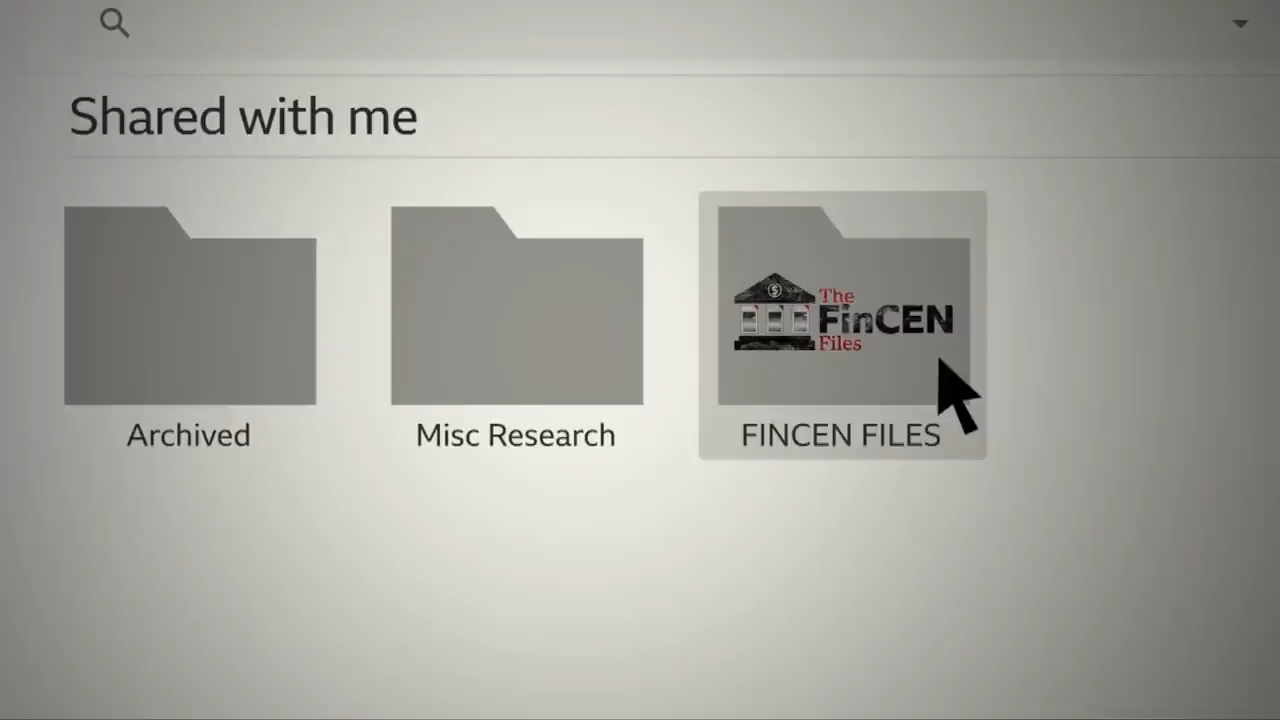 Shared with me
The
FinCEN
Files
Archived
Misc Research
FINCEN FILES